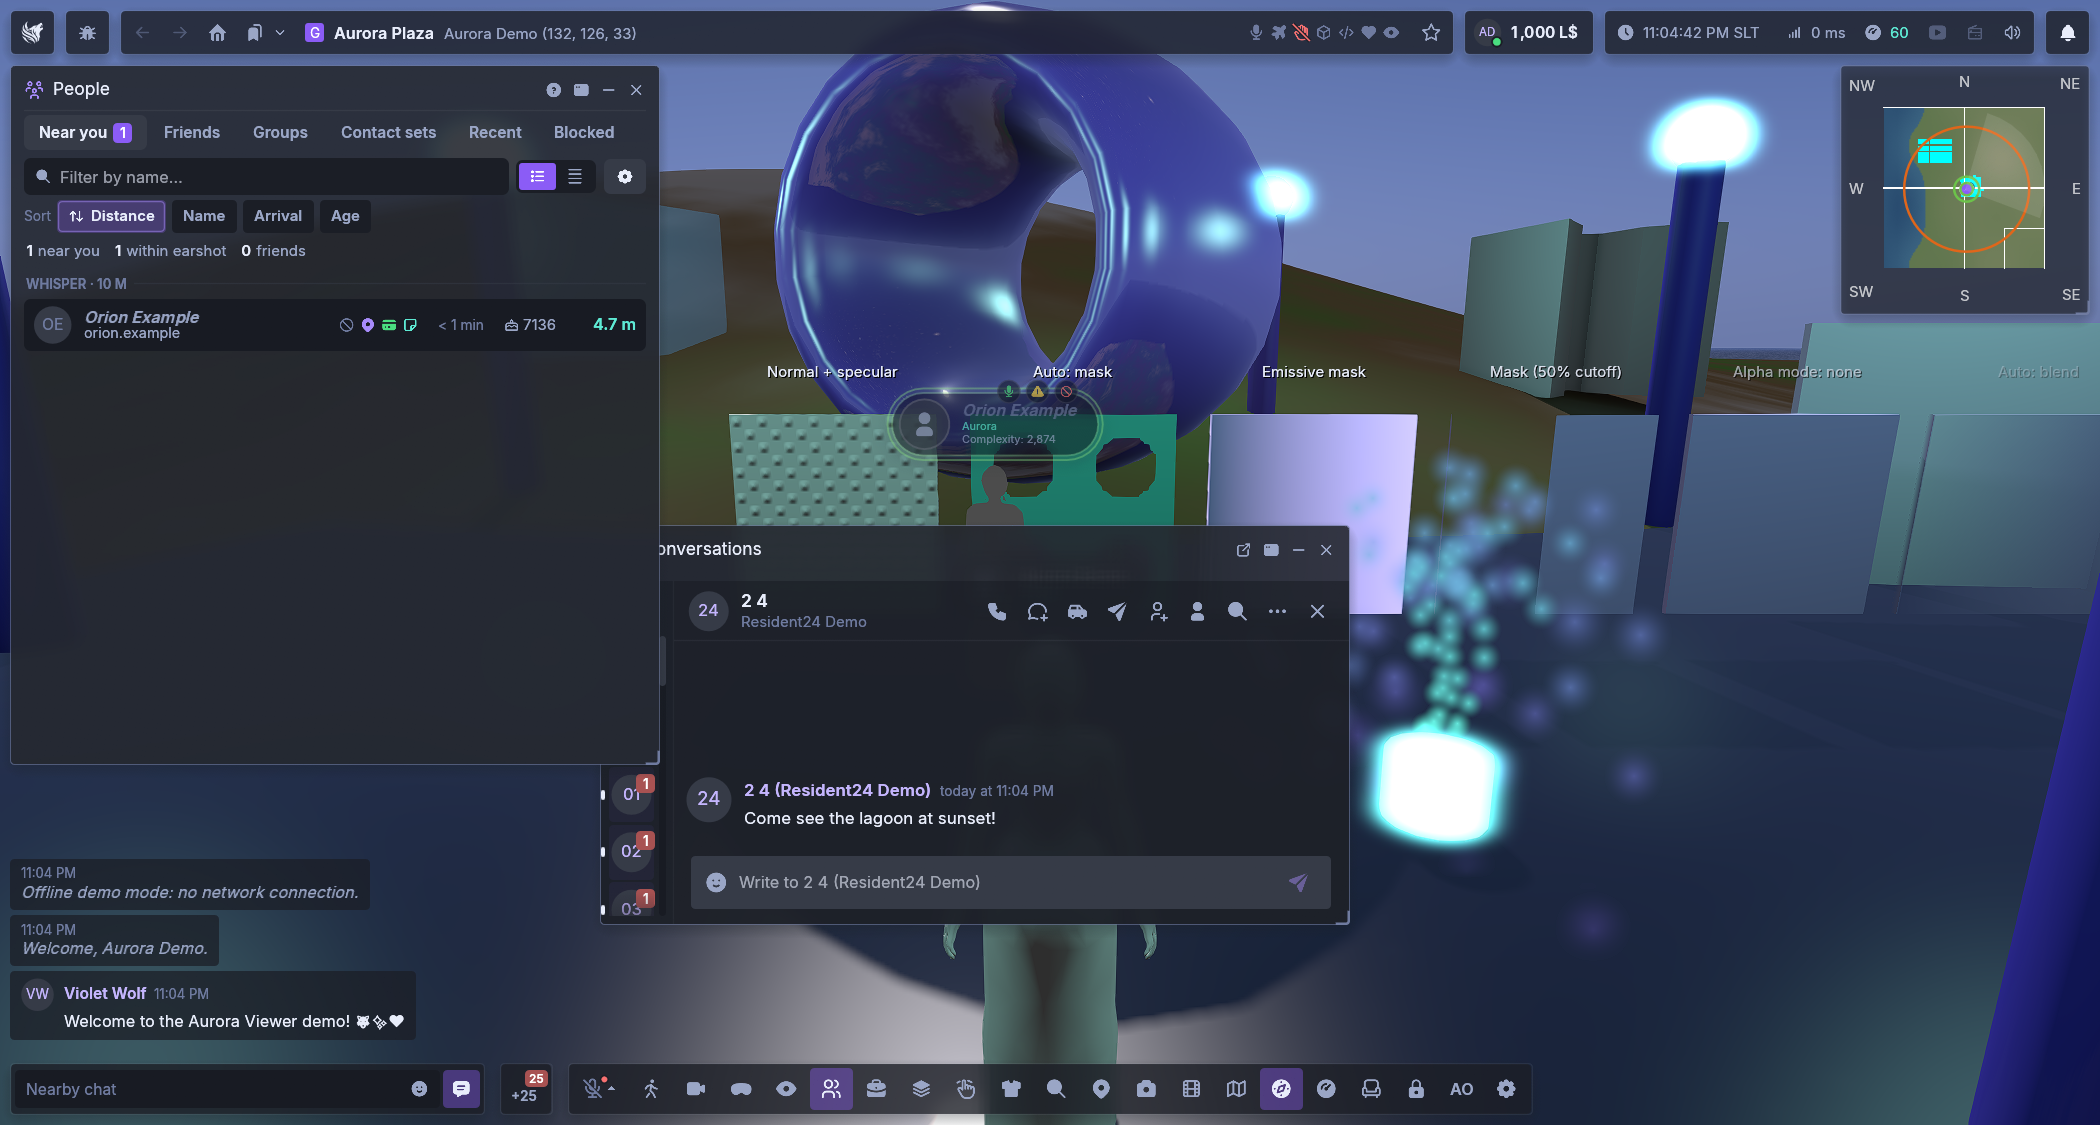 G Aurora Plaza Aurora Demo (132, 126, 33)
AD 1,000 L$
11:04:42 PM SLT 0 ms 60
People
Near you 1 Friends Groups Contact sets Recent Blocked
Filter by name...
Sort Distance Name Arrival Age
1 near you 1 within earshot 0 friends
WHISPER · 10 M
OE Orion Example < 1 min 7136 4.7 m
orion.example
NW N NE
W E
SW S SE
Normal + specular Auto: mask Emissive mask Mask (50% cutoff) Alpha mode: none Auto: blend
Orion Example
Aurora
Complexity: 2,874
onversations
24 2 4
Resident24 Demo
01 1
02 1
03 1
24 2 4 (Resident24 Demo) today at 11:04 PM
Come see the lagoon at sunset!
Write to 2 4 (Resident24 Demo)
11:04 PM
Offline demo mode: no network connection.
11:04 PM
Welcome, Aurora Demo.
VW Violet Wolf 11:04 PM
Welcome to the Aurora Viewer demo!
Nearby chat
25
+25
AO